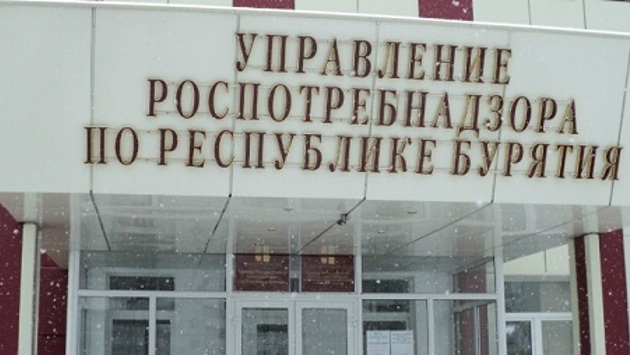 УПРАВЛЕНИЕ
РОСПОТРЕБНАДЗОРА
ПО РЕСПУБЛИКЕ БУРЯТИЯ